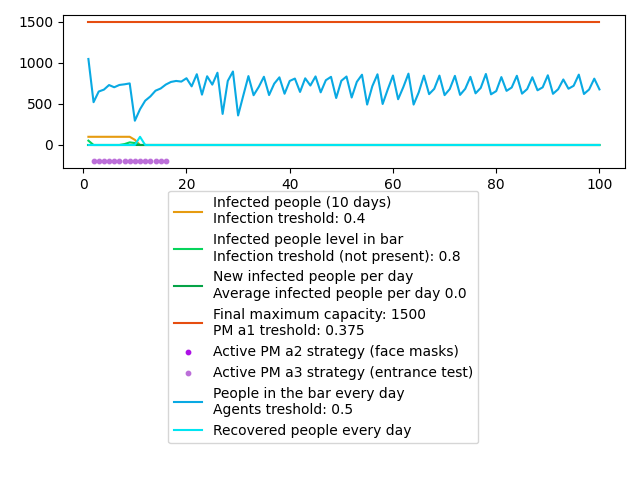 1500
1000
500
0
0 20 40 60 80 100
Infected people (10 days)
Infection treshold: 0.4
Infected people level in bar
Infection treshold (not present): 0.8
New infected people per day
Average infected people per day 0.0
Final maximum capacity: 1500
PM a1 treshold: 0.375
Active PM a2 strategy (face masks)
Active PM a3 strategy (entrance test)
People in the bar every day
Agents treshold: 0.5
Recovered people every day